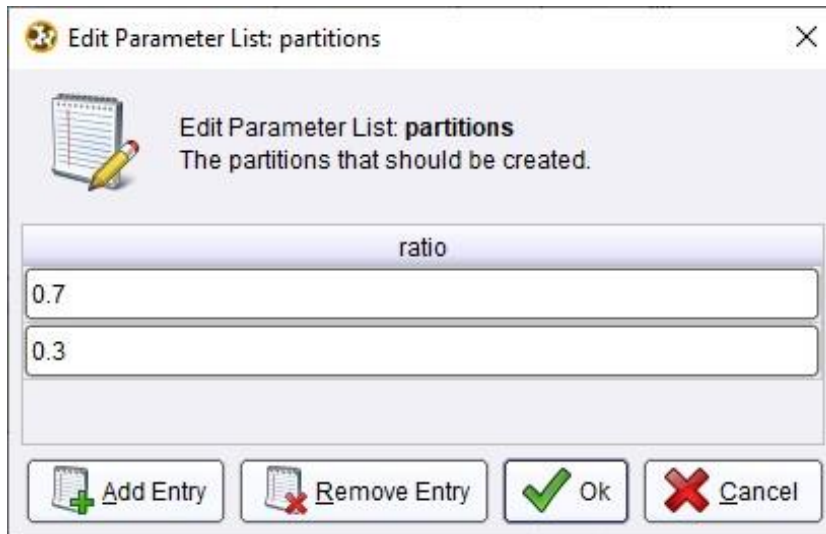 Edit Parameter List: partitions
Edit Parameter List: partitions
The partitions that should be created.
ratio
0.7
0.3
Add Entry
Remove Entry
Ok
Cancel